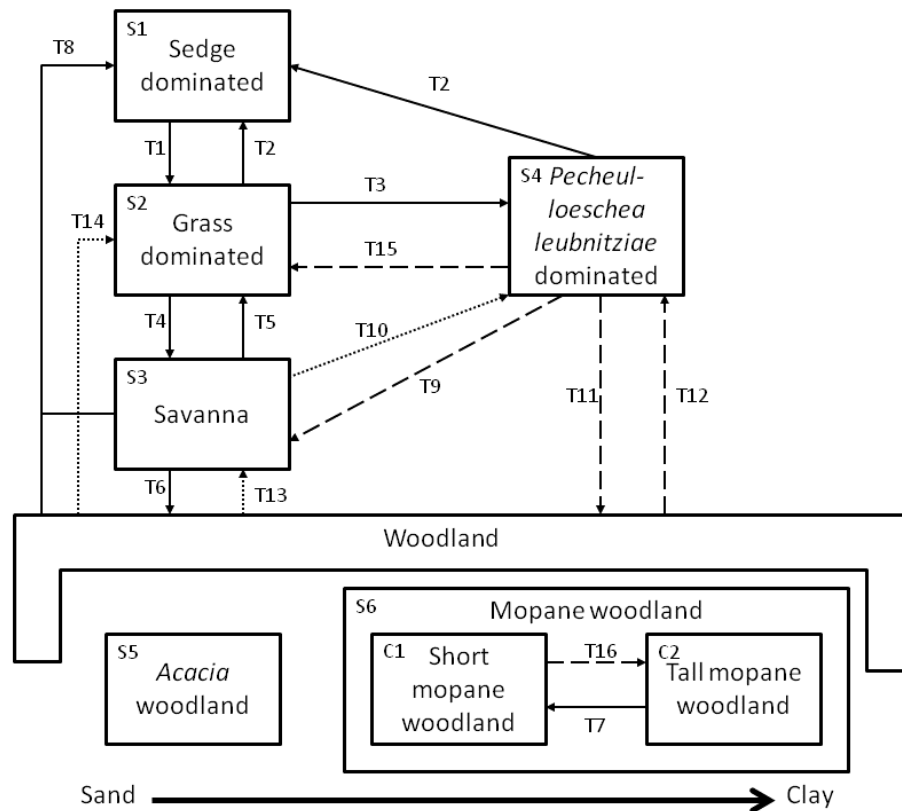 T8
S1
Sedge
dominated
T2
T1
T2
S4
Pecheul-
loeschea
leubnitziae
dominated
T3
T14
S2
Grass
dominated
T15
T4
T5
T10
S3
Savanna
T9
T11
T12
T6
T13
Woodland
S6
Mopane woodland
S5
Acacia
woodland
C1
Short
mopane
woodland
T16
T7
C2
Tall mopane
woodland
Sand
Clay